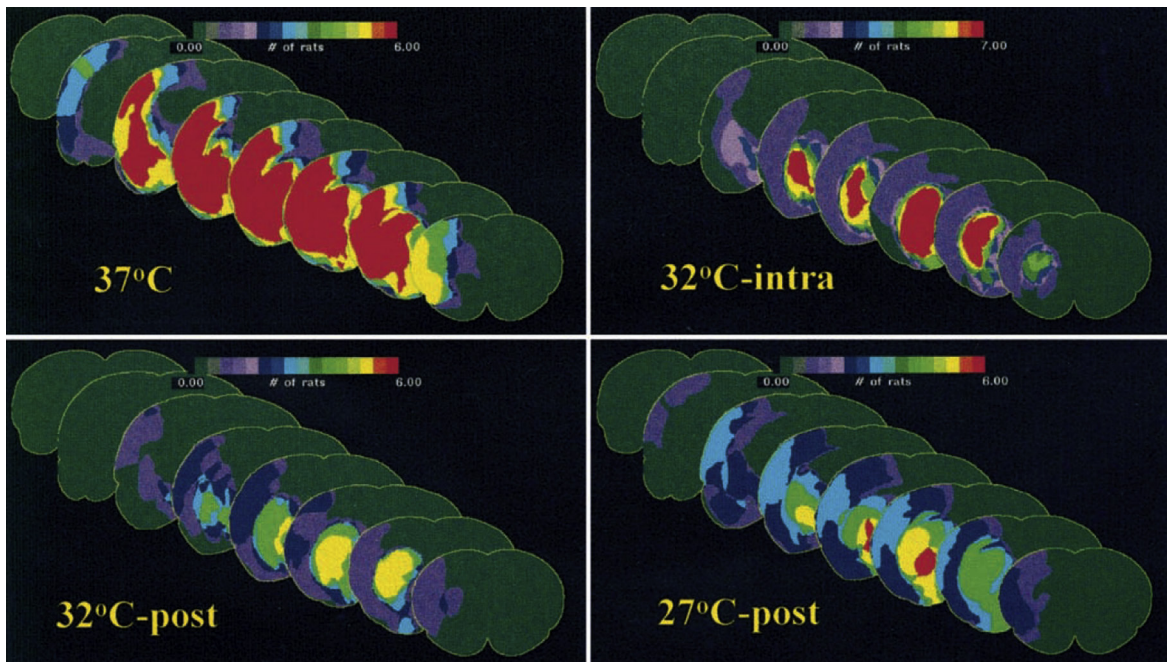 0.00 # of rats 6.00
37°C
0.00 # of rats 7.00
32°C-intra
0.00 # of rats 6.00
32°C-post
0.00 # of rats 6.00
27°C-post